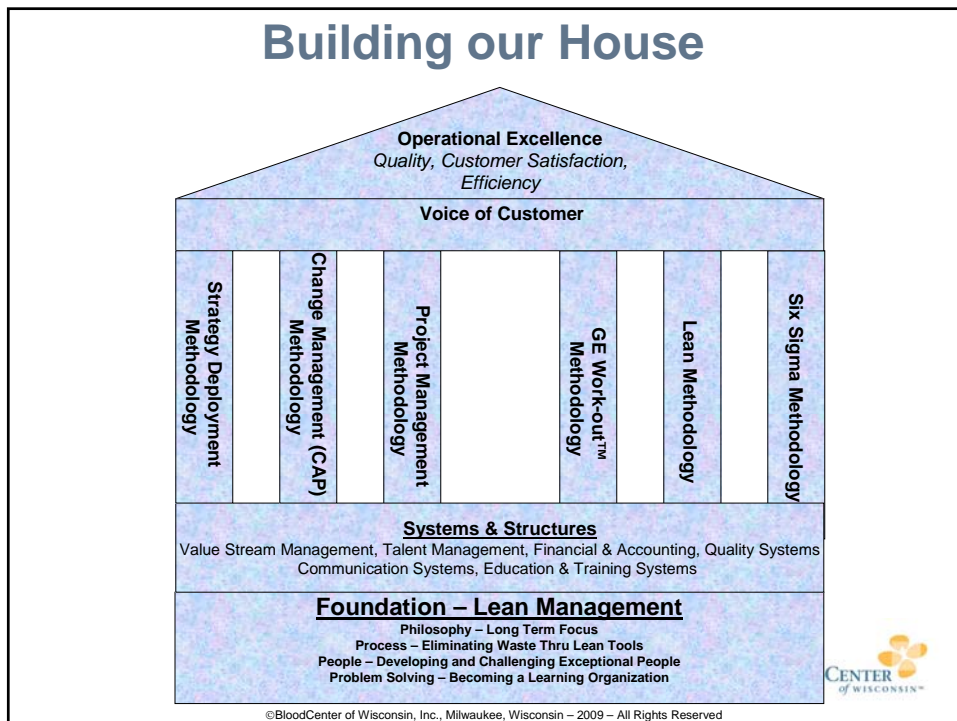 Building our House
Operational Excellence
Quality, Customer Satisfaction,
Efficiency
Voice of Customer
Strategy Deployment
Methodology
Change Management (CAP)
Methodology
Project Management
Methodology
GE Work-out™
Methodology
Lean Methodology
Six Sigma Methodology
Systems & Structures
Value Stream Management, Talent Management, Financial & Accounting, Quality Systems
Communication Systems, Education & Training Systems
Foundation – Lean Management
Philosophy – Long Term Focus
Process – Eliminating Waste Thru Lean Tools
People – Developing and Challenging Exceptional People
Problem Solving – Becoming a Learning Organization
CENTER
of WISCONSIN℠
©BloodCenter of Wisconsin, Inc., Milwaukee, Wisconsin – 2009 – All Rights Reserved